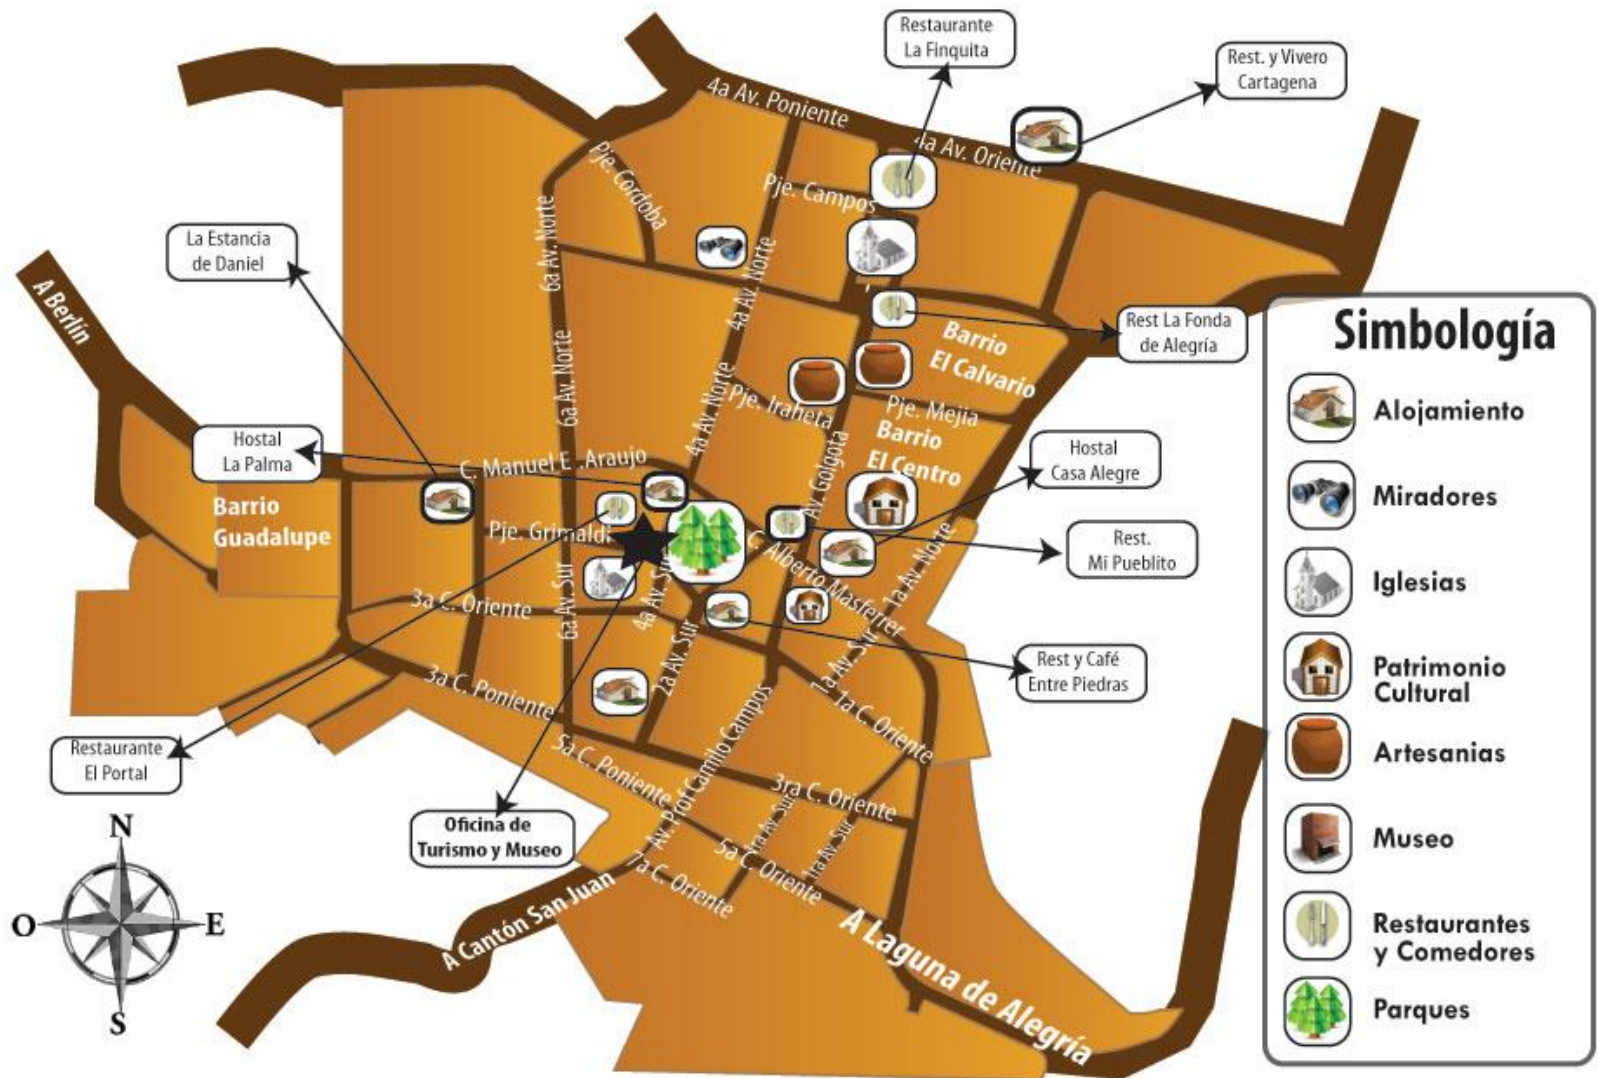 Restaurante
La Finquita
Rest. y Vivero
Cartagena
4a Av. Poniente
4a Av. Oriente
Pje. Cordoba
Pje. Campos
La Estancia
de Daniel
6a Av. Norte
4a Av. Norte
A Berlín
Rest La Fonda
de Alegría
Barrio
El Calvario
6a Av. Norte
4a Av. Norte
Pje. Iraheta
Pje. Mejia
Barrio
El Centro
Av. Golgota
Hostal
La Palma
C. Manuel E .Araujo
Hostal
Casa Alegre
Barrio
Guadalupe
Pje. Grimaldi
C. Alberto Masferrer
1a Av. Norte
Rest.
Mi Pueblito
3a C. Oriente
6a Av. Sur
4a Av. Sur
2a Av. Sur
1a Av. Sur
Rest y Café
Entre Piedras
3a C. Poniente
1a C. Oriente
Restaurante
El Portal
5a C. Poniente
Av. Prof Camilo Campos
3ra C. Oriente
1ra Av. Sur
1ra Av. Sur
Oficina de
Turismo y Museo
5a C. Oriente
7a C. Oriente
A Cantón San Juan
A Laguna de Alegría
N
O
E
S
Simbología
Alojamiento
Miradores
Iglesias
Patrimonio
Cultural
Artesanias
Museo
Restaurantes
y Comedores
Parques